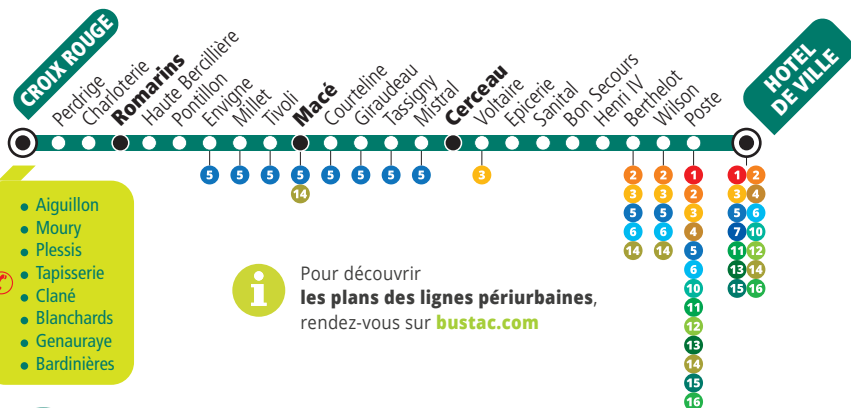 CROIX ROUGE
Perdrige
Charloterie
Romarins
Haute Bercillière
Pontillon
Envigne
Millet
Tivoli
Macé
Courteline
Giraudeau
Tassigny
Mistral
Cerceau
Voltaire
Epicerie
Sanital
Bon Secours
Henri IV
Berthelot
Wilson
Poste
HOTEL
DE VILLE
5
5
5
5
14
5
5
5
5
3
2
3
5
6
14
2
3
5
6
14
1
2
3
4
5
6
10
11
12
13
14
15
16
1 2
3 4
5 6
7 10
11 12
13 14
15 16
Aiguillon
Moury
Plessis
Tapisserie
Clané
Blanchards
Genauraye
Bardinières
i
Pour découvrir
les plans des lignes périurbaines,
rendez-vous sur bustac.com